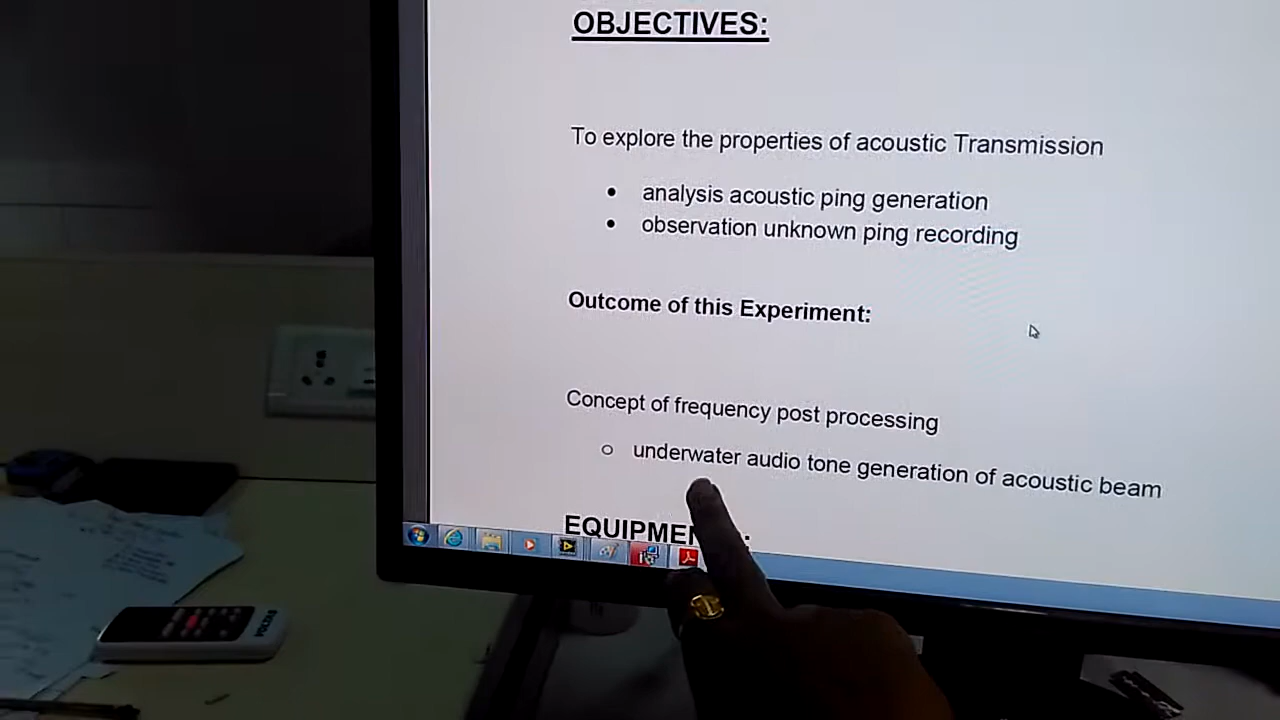 OBJECTIVES:
To explore the properties of acoustic Transmission
• analysis acoustic ping generation
• observation unknown ping recording
Outcome of this Experiment:
Concept of frequency post processing
o underwater audio tone generation of acoustic beam
VOLTAS